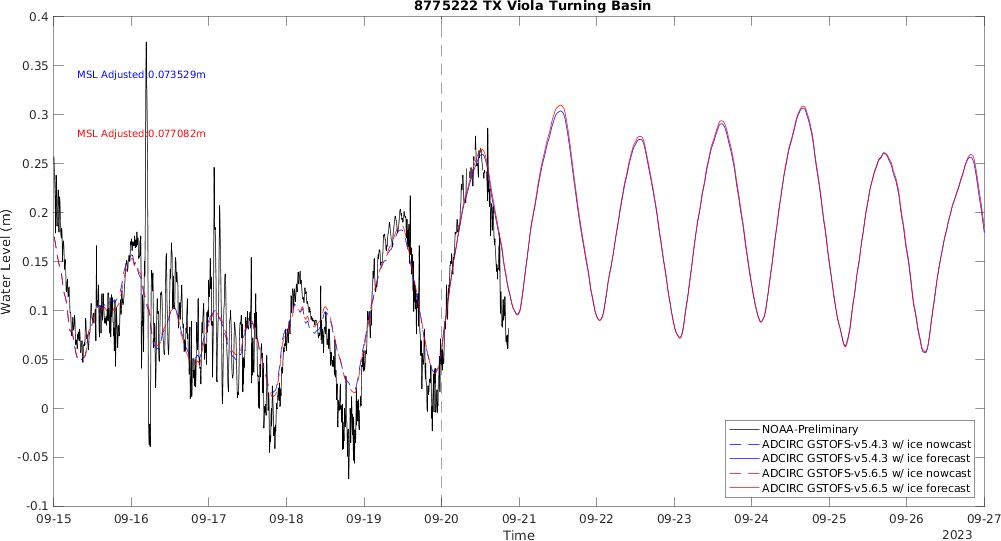 8775222 TX Viola Turning Basin
0.4
0.35
0.3
0.25
0.2
0.15
0.1
0.05
0
-0.05
-0.1
Water Level (m)
MSL Adjusted:0.073529m
MSL Adjusted:0.077082m
NOAA-Preliminary
ADCIRC GSTOFS-v5.4.3 w/ ice nowcast
ADCIRC GSTOFS-v5.4.3 w/ ice forecast
ADCIRC GSTOFS-v5.6.5 w/ ice nowcast
ADCIRC GSTOFS-v5.6.5 w/ ice forecast
09-15 09-16 09-17 09-18 09-19 09-20 09-21 09-22 09-23 09-24 09-25 09-26 09-27
Time
2023